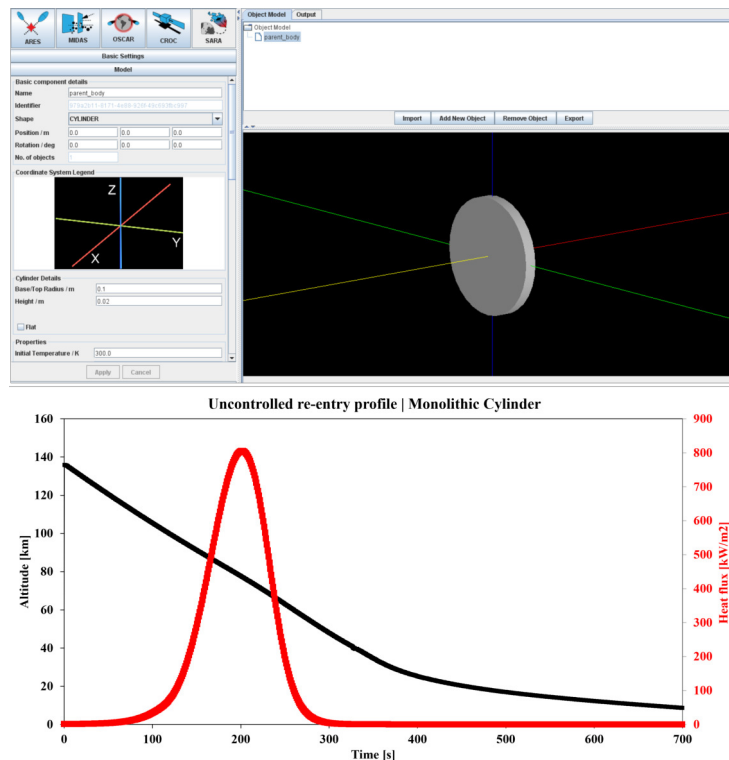 ARES
MIDAS
OSCAR
CROC
SARA
Basic Settings
Model
Basic component details
Name parent_body
Identifier
Shape CYLINDER
Position / m 0.0 0.0 0.0
Rotation / deg 0.0 0.0 0.0
No. of objects 1
Coordinate System Legend
Z
Y
X
Cylinder Details
Base/Top Radius / m 0.1
Height / m 0.02
Flat
Properties
Initial Temperature / K 300.0
Apply Cancel
Object Model Output
Object Model
parent_body
Import Add New Object Remove Object Export
Uncontrolled re-entry profile | Monolithic Cylinder
160
140
120
100
80
60
40
20
0
Altitude [km]
900
800
700
600
500
400
300
200
100
0
Heat flux [kW/m2]
0 100 200 300 400 500 600 700
Time [s]